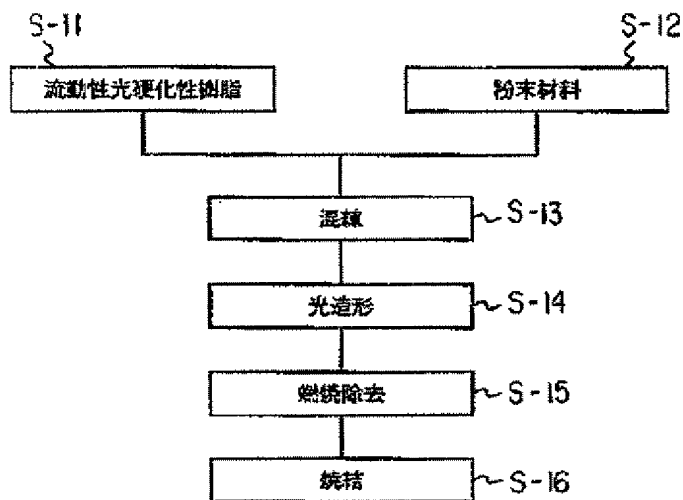 S-11
S-12
流動性光硬化性樹脂
粉末材料
混練
S-13
光造形
S-14
燃焼除去
S-15
焼結
S-16